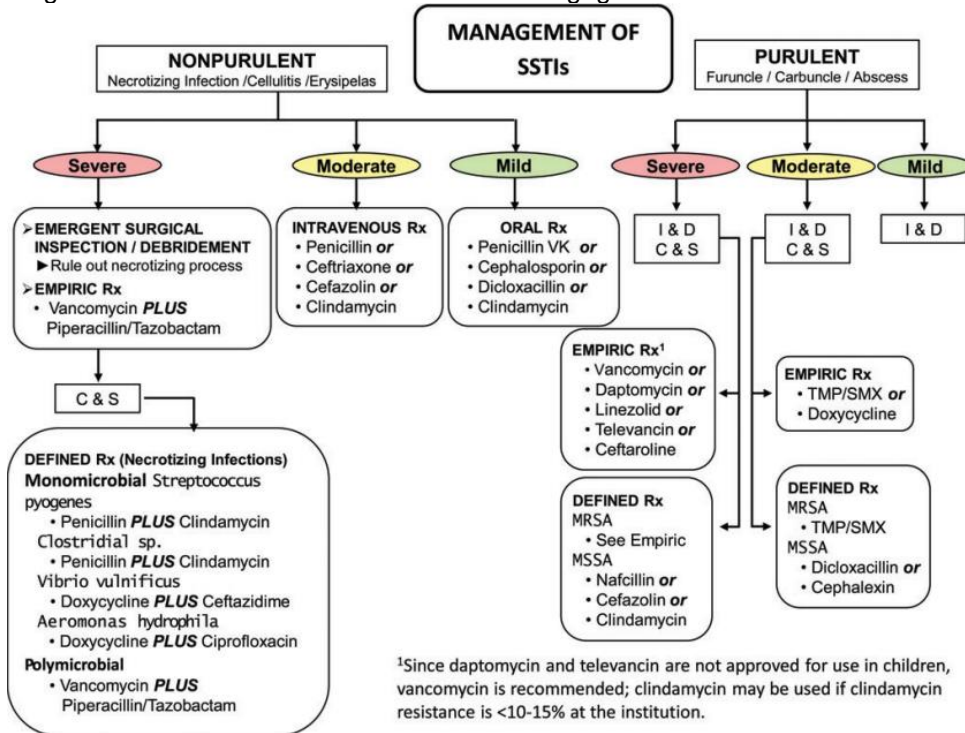 MANAGEMENT OF
SSTIs
NONPURULENT
Necrotizing Infection /Cellulitis /Erysipelas
PURULENT
Furuncle / Carbuncle / Abscess
Severe
Moderate
Mild
Severe
Moderate
Mild
➢EMERGENT SURGICAL
INSPECTION / DEBRIDEMENT
►Rule out necrotizing process
➢EMPIRIC Rx
• Vancomycin PLUS
Piperacillin/Tazobactam
INTRAVENOUS Rx
• Penicillin or
• Ceftriaxone or
• Cefazolin or
• Clindamycin
ORAL Rx
• Penicillin VK or
• Cephalosporin or
• Dicloxacillin or
• Clindamycin
I & D
C & S
I & D
C & S
I & D
C & S
DEFINED Rx (Necrotizing Infections)
Monomicrobial Streptococcus
pyogenes
• Penicillin PLUS Clindamycin
Clostridial sp.
• Penicillin PLUS Clindamycin
Vibrio vulnificus
• Doxycycline PLUS Ceftazidime
Aeromonas hydrophila
• Doxycycline PLUS Ciprofloxacin
Polymicrobial
• Vancomycin PLUS
Piperacillin/Tazobactam
EMPIRIC Rx¹
• Vancomycin or
• Daptomycin or
• Linezolid or
• Televancin or
• Ceftaroline
EMPIRIC Rx
• TMP/SMX or
• Doxycycline
DEFINED Rx
MRSA
• See Empiric
MSSA
• Nafcillin or
• Cefazolin or
• Clindamycin
DEFINED Rx
MRSA
• TMP/SMX
MSSA
• Dicloxacillin or
• Cephalexin
¹Since daptomycin and televancin are not approved for use in children,
vancomycin is recommended; clindamycin may be used if clindamycin
resistance is <10-15% at the institution.